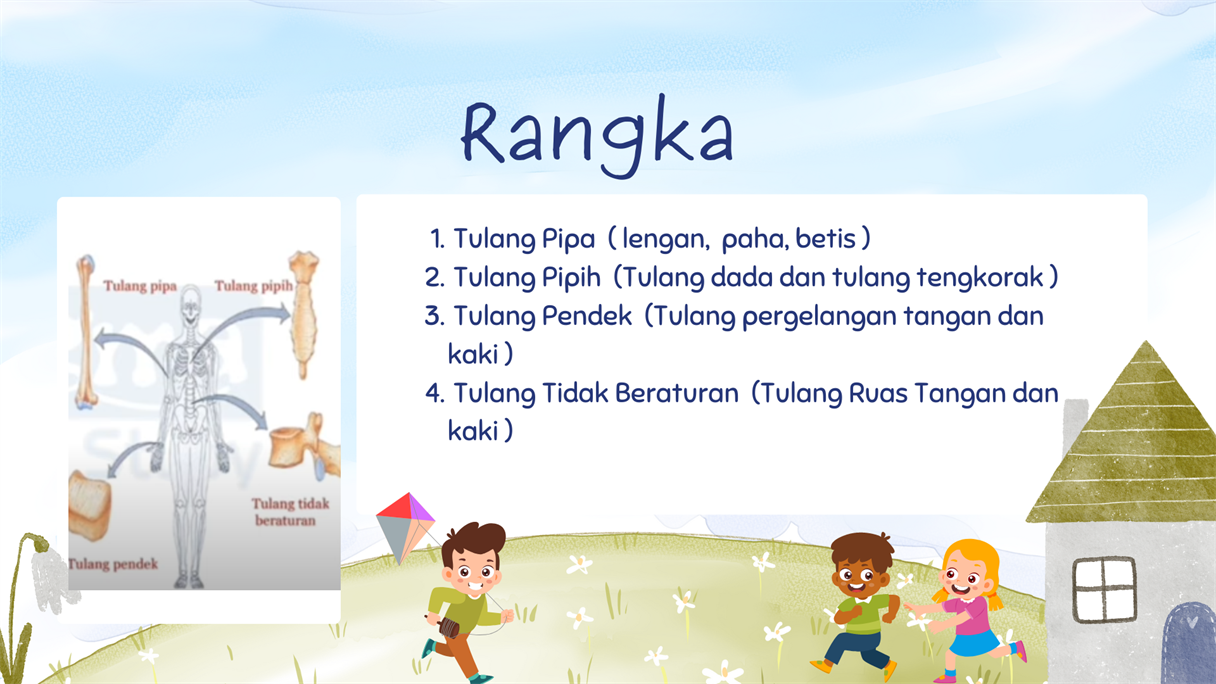 Rangka
Tulang pipa
Tulang pipih
Tulang tidak
beraturan
Tulang pendek
1. Tulang Pipa ( lengan, paha, betis )
2. Tulang Pipih (Tulang dada dan tulang tengkorak )
3. Tulang Pendek (Tulang pergelangan tangan dan
kaki )
4. Tulang Tidak Beraturan (Tulang Ruas Tangan dan
kaki )